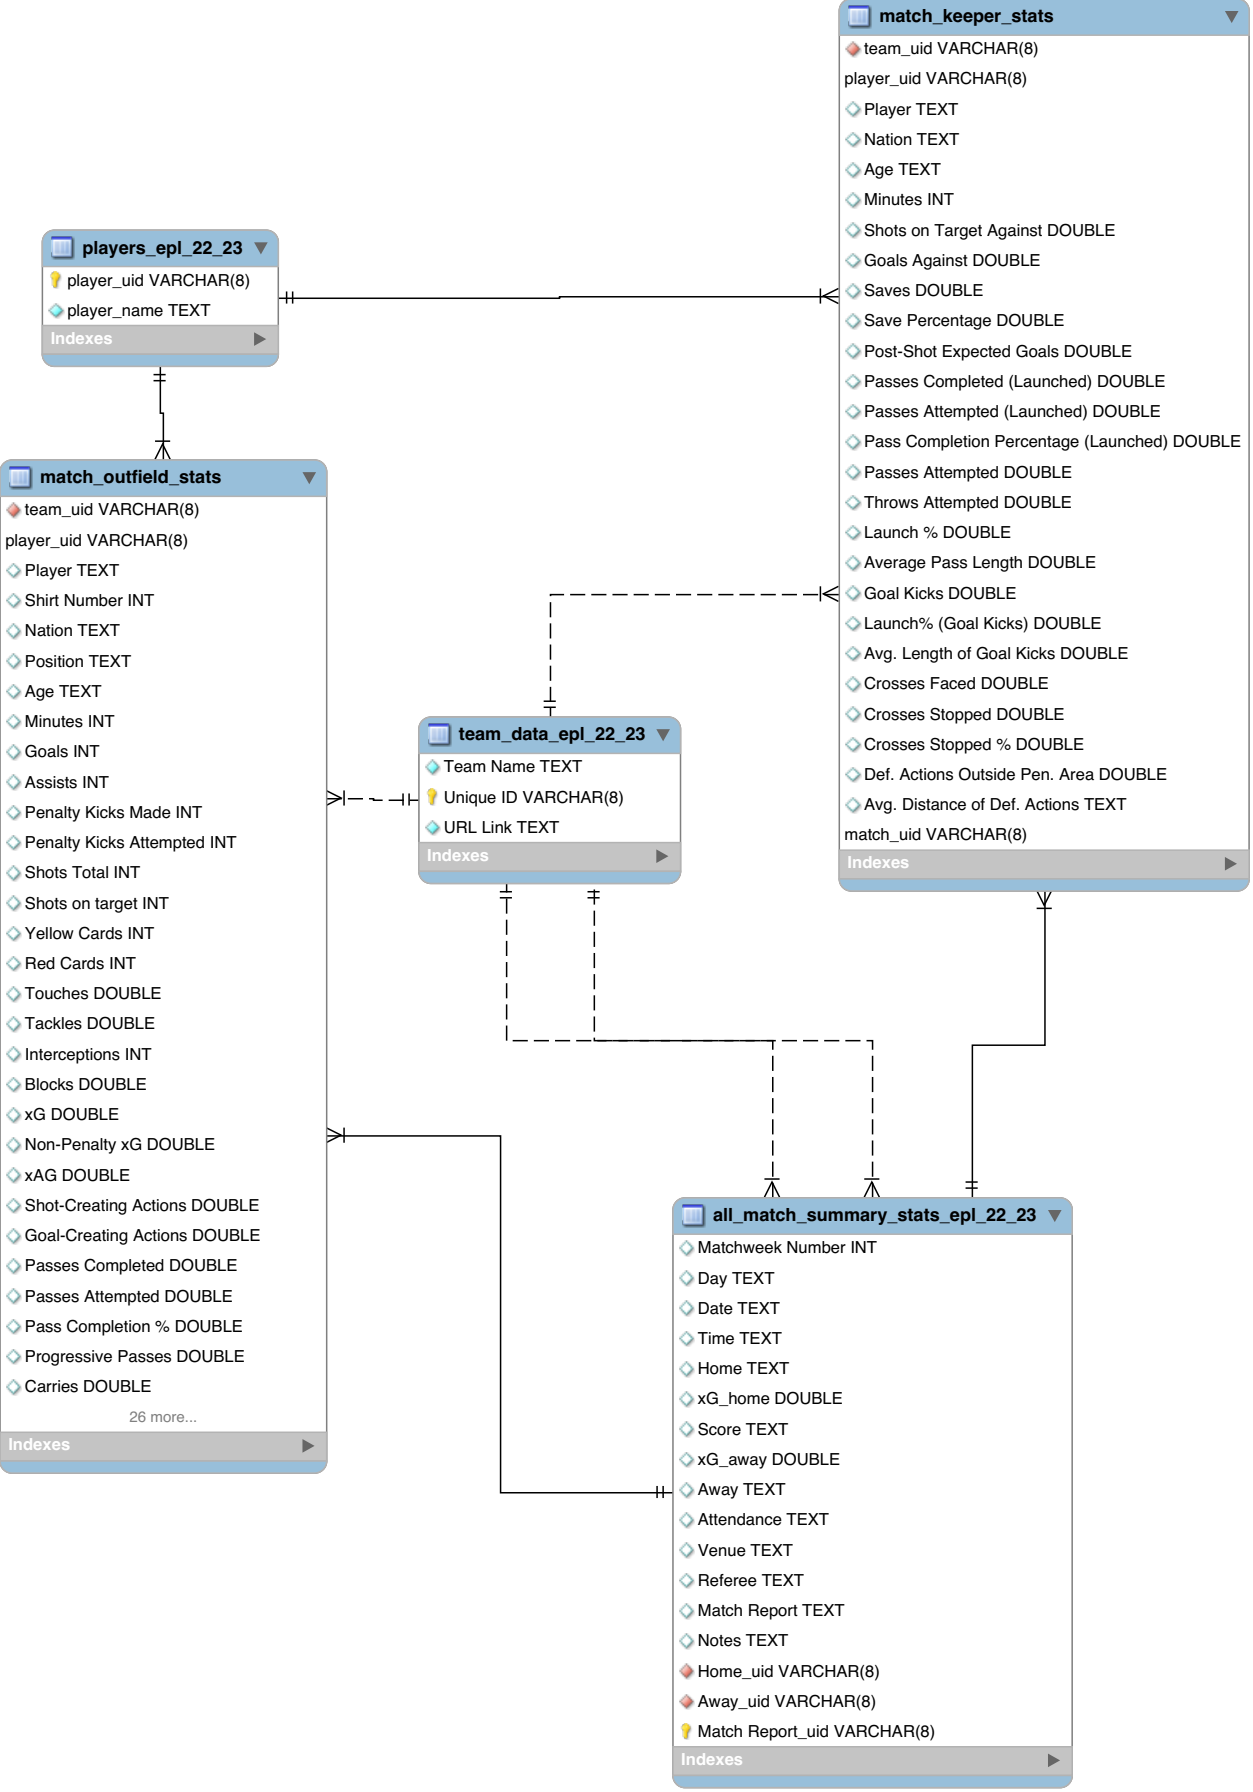 match_keeper_stats
team_uid VARCHAR(8)
player_uid VARCHAR(8)
Player TEXT
Nation TEXT
Age TEXT
Minutes INT
Shots on Target Against DOUBLE
Goals Against DOUBLE
Saves DOUBLE
Save Percentage DOUBLE
Post-Shot Expected Goals DOUBLE
Passes Completed (Launched) DOUBLE
Passes Attempted (Launched) DOUBLE
Pass Completion Percentage (Launched) DOUBLE
Passes Attempted DOUBLE
Throws Attempted DOUBLE
Launch % DOUBLE
Average Pass Length DOUBLE
Goal Kicks DOUBLE
Launch% (Goal Kicks) DOUBLE
Avg. Length of Goal Kicks DOUBLE
Crosses Faced DOUBLE
Crosses Stopped DOUBLE
Crosses Stopped % DOUBLE
Def. Actions Outside Pen. Area DOUBLE
Avg. Distance of Def. Actions TEXT
match_uid VARCHAR(8)
Indexes
players_epl_22_23
player_uid VARCHAR(8)
player_name TEXT
Indexes
match_outfield_stats
team_uid VARCHAR(8)
player_uid VARCHAR(8)
Player TEXT
Shirt Number INT
Nation TEXT
Position TEXT
Age TEXT
Minutes INT
Goals INT
Assists INT
Penalty Kicks Made INT
Penalty Kicks Attempted INT
Shots Total INT
Shots on target INT
Yellow Cards INT
Red Cards INT
Touches DOUBLE
Tackles DOUBLE
Interceptions INT
Blocks DOUBLE
xG DOUBLE
Non-Penalty xG DOUBLE
xAG DOUBLE
Shot-Creating Actions DOUBLE
Goal-Creating Actions DOUBLE
Passes Completed DOUBLE
Passes Attempted DOUBLE
Pass Completion % DOUBLE
Progressive Passes DOUBLE
Carries DOUBLE
26 more...
Indexes
team_data_epl_22_23
Team Name TEXT
Unique ID VARCHAR(8)
URL Link TEXT
Indexes
all_match_summary_stats_epl_22_23
Matchweek Number INT
Day TEXT
Date TEXT
Time TEXT
Home TEXT
xG_home DOUBLE
Score TEXT
xG_away DOUBLE
Away TEXT
Attendance TEXT
Venue TEXT
Referee TEXT
Match Report TEXT
Notes TEXT
Home_uid VARCHAR(8)
Away_uid VARCHAR(8)
Match Report_uid VARCHAR(8)
Indexes